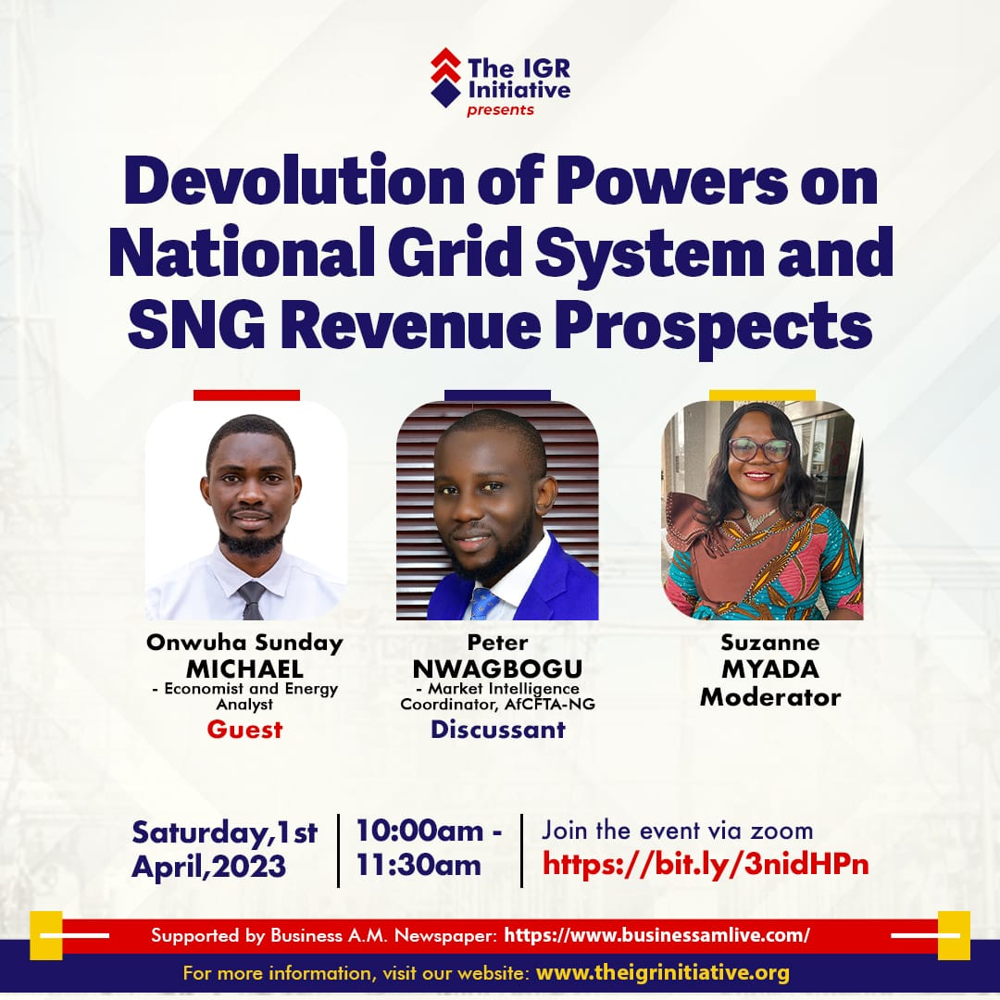 The IGR
Initiative
presents
Devolution of Powers on
National Grid System and
SNG Revenue Prospects
Onwuha Sunday
MICHAEL
- Economist and Energy
Analyst
Guest
Peter
NWAGBOGU
- Market Intelligence
Coordinator, AfCFTA-NG
Discussant
Suzanne
MYADA
Moderator
Saturday,1st
April,2023
10:00am -
11:30am
Join the event via zoom
https://bit.ly/3nidHPn
Supported by Business A.M. Newspaper: https://www.businessamlive.com/
For more information, visit our website: www.theigrinitiative.org